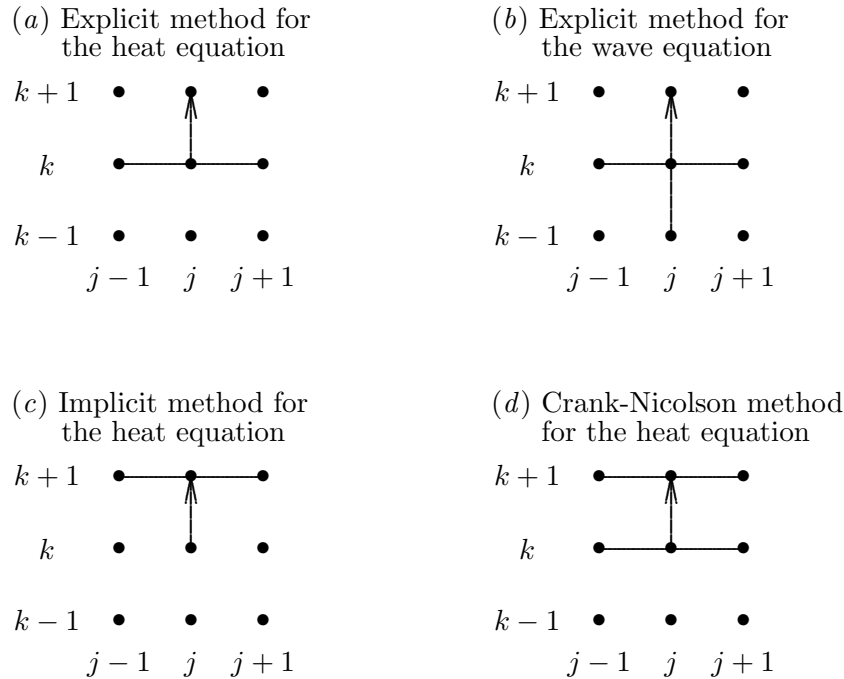 (a) Explicit method for
the heat equation
k + 1
k
k − 1
j − 1 j j + 1
(b) Explicit method for
the wave equation
k + 1
k
k − 1
j − 1 j j + 1
(c) Implicit method for
the heat equation
k + 1
k
k − 1
j − 1 j j + 1
(d) Crank-Nicolson method
for the heat equation
k + 1
k
k − 1
j − 1 j j + 1